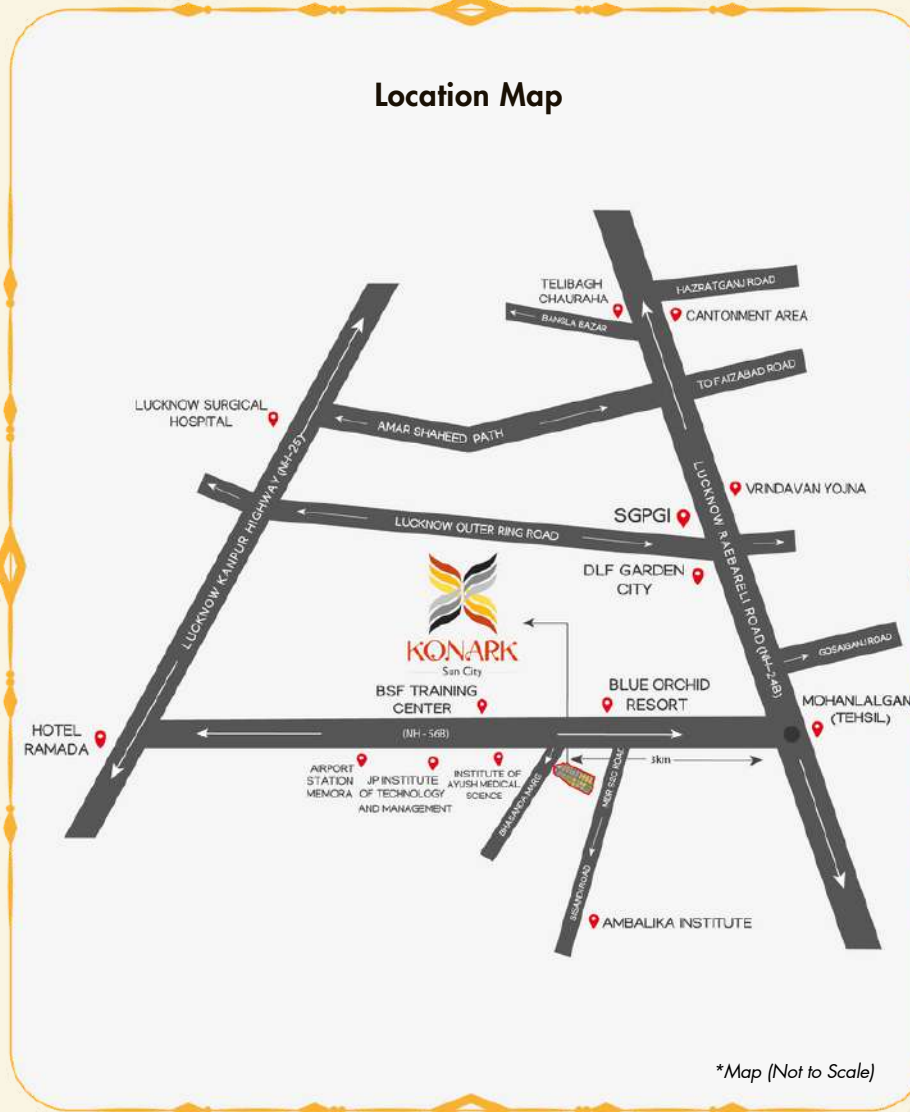 Location Map
TELIBAGH
CHAURAHA
HAZRATGANJ ROAD
BANGLA BAZAR
CANTONMENT AREA
TO FAIZABAD ROAD
LUCKNOW SURGICAL
HOSPITAL
AMAR SHAHEED PATH
LUCKNOW KANPUR HIGHWAY (NH-25)
LUCKNOW RAEBARELI ROAD (NH-24B)
VRINDAVAN YOJNA
SGPGI
LUCKNOW OUTER RING ROAD
DLF GARDEN
CITY
KONARK
Sun City
GOSAIGANJ ROAD
BSF TRAINING
CENTER
BLUE ORCHID
RESORT
MOHANLALGANJ
(TEHSIL)
HOTEL
RAMADA
(NH - 56B)
3km
AIRPORT
STATION
MEMORA
JP INSTITUTE
OF TECHNOLOGY
AND MANAGEMENT
INSTITUTE OF
AYUSH MEDICAL
SCIENCE
BHASANDA MARG
MDR 52C ROAD
SISANDI ROAD
AMBALIKA INSTITUTE
*Map (Not to Scale)